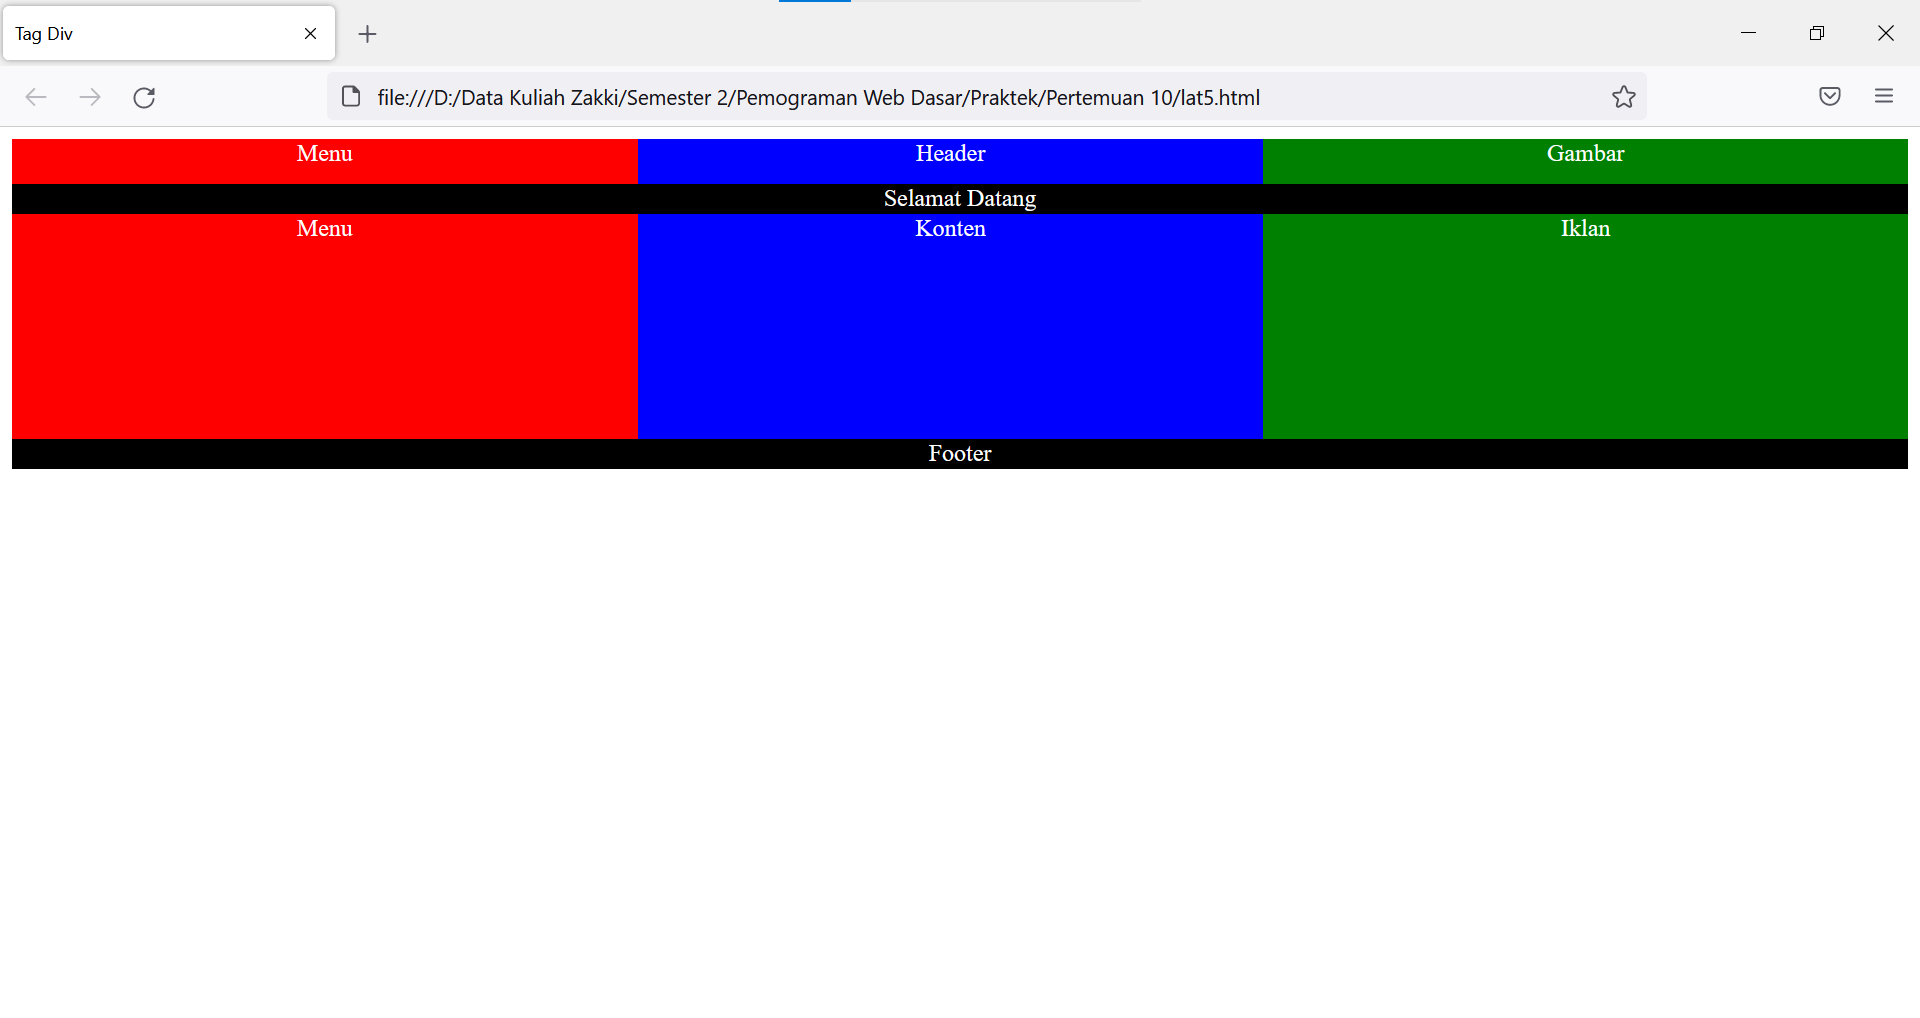 Tag Div
file:///D:/Data Kuliah Zakki/Semester 2/Pemograman Web Dasar/Praktek/Pertemuan 10/lat5.html
Menu Header Gambar
Selamat Datang
Menu Konten Iklan
Footer